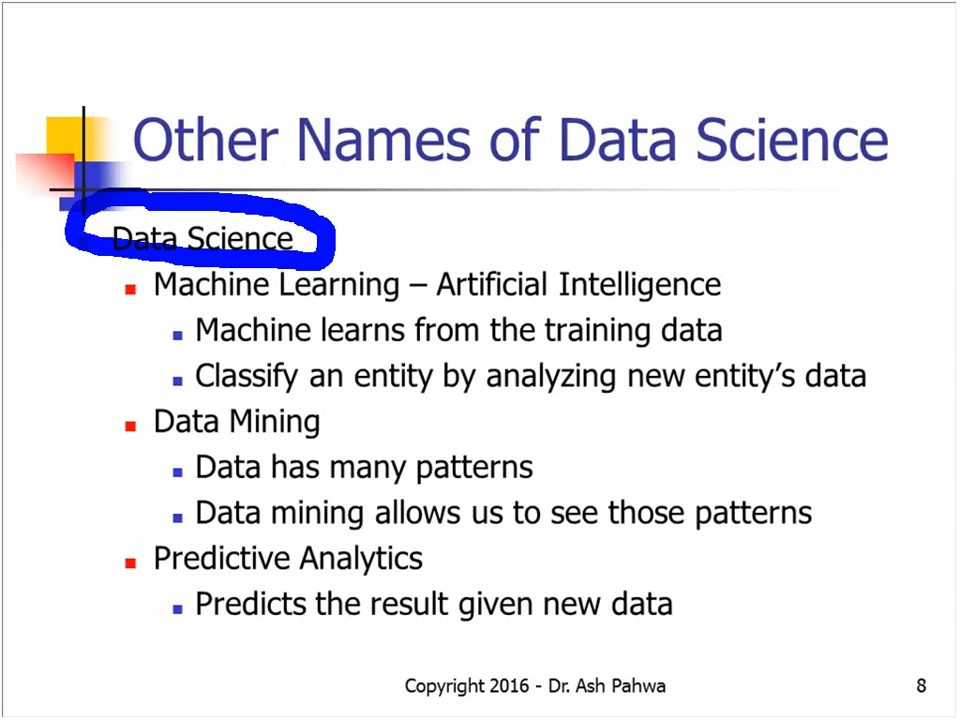 Other Names of Data Science
Data Science
Machine Learning – Artificial Intelligence
Machine learns from the training data
Classify an entity by analyzing new entity's data
Data Mining
Data has many patterns
Data mining allows us to see those patterns
Predictive Analytics
Predicts the result given new data
Copyright 2016 - Dr. Ash Pahwa 8